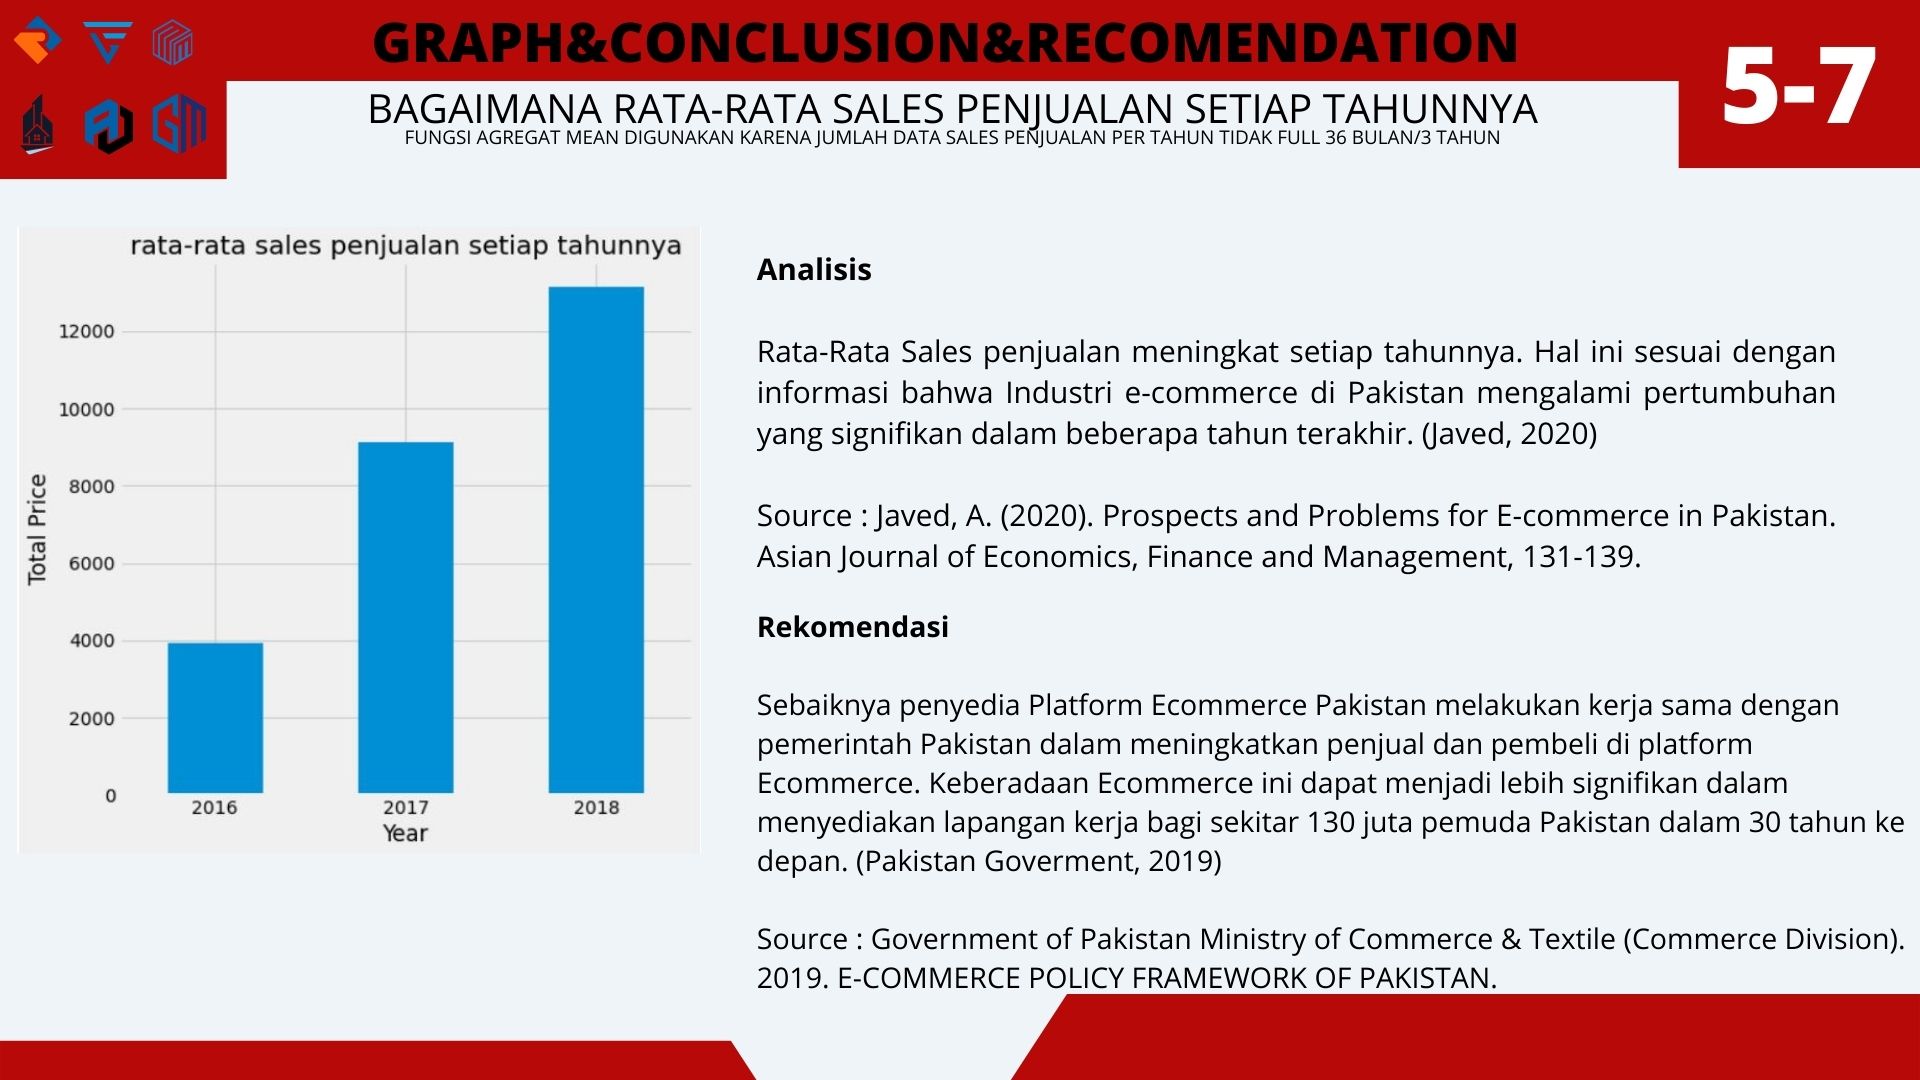 GRAPH&CONCLUSION&RECOMENDATION
5-7
BAGAIMANA RATA-RATA SALES PENJUALAN SETIAP TAHUNNYA
FUNGSI AGREGAT MEAN DIGUNAKAN KARENA JUMLAH DATA SALES PENJUALAN PER TAHUN TIDAK FULL 36 BULAN/3 TAHUN
rata-rata sales penjualan setiap tahunnya
12000
10000
8000
6000
4000
2000
0
Total Price
2016
2017
2018
Year
Analisis
Rata-Rata Sales penjualan meningkat setiap tahunnya. Hal ini sesuai dengan
informasi bahwa Industri e-commerce di Pakistan mengalami pertumbuhan
yang signifikan dalam beberapa tahun terakhir. (Javed, 2020)
Source : Javed, A. (2020). Prospects and Problems for E-commerce in Pakistan.
Asian Journal of Economics, Finance and Management, 131-139.
Rekomendasi
Sebaiknya penyedia Platform Ecommerce Pakistan melakukan kerja sama dengan
pemerintah Pakistan dalam meningkatkan penjual dan pembeli di platform
Ecommerce. Keberadaan Ecommerce ini dapat menjadi lebih signifikan dalam
menyediakan lapangan kerja bagi sekitar 130 juta pemuda Pakistan dalam 30 tahun ke
depan. (Pakistan Goverment, 2019)
Source : Government of Pakistan Ministry of Commerce & Textile (Commerce Division).
2019. E-COMMERCE POLICY FRAMEWORK OF PAKISTAN.